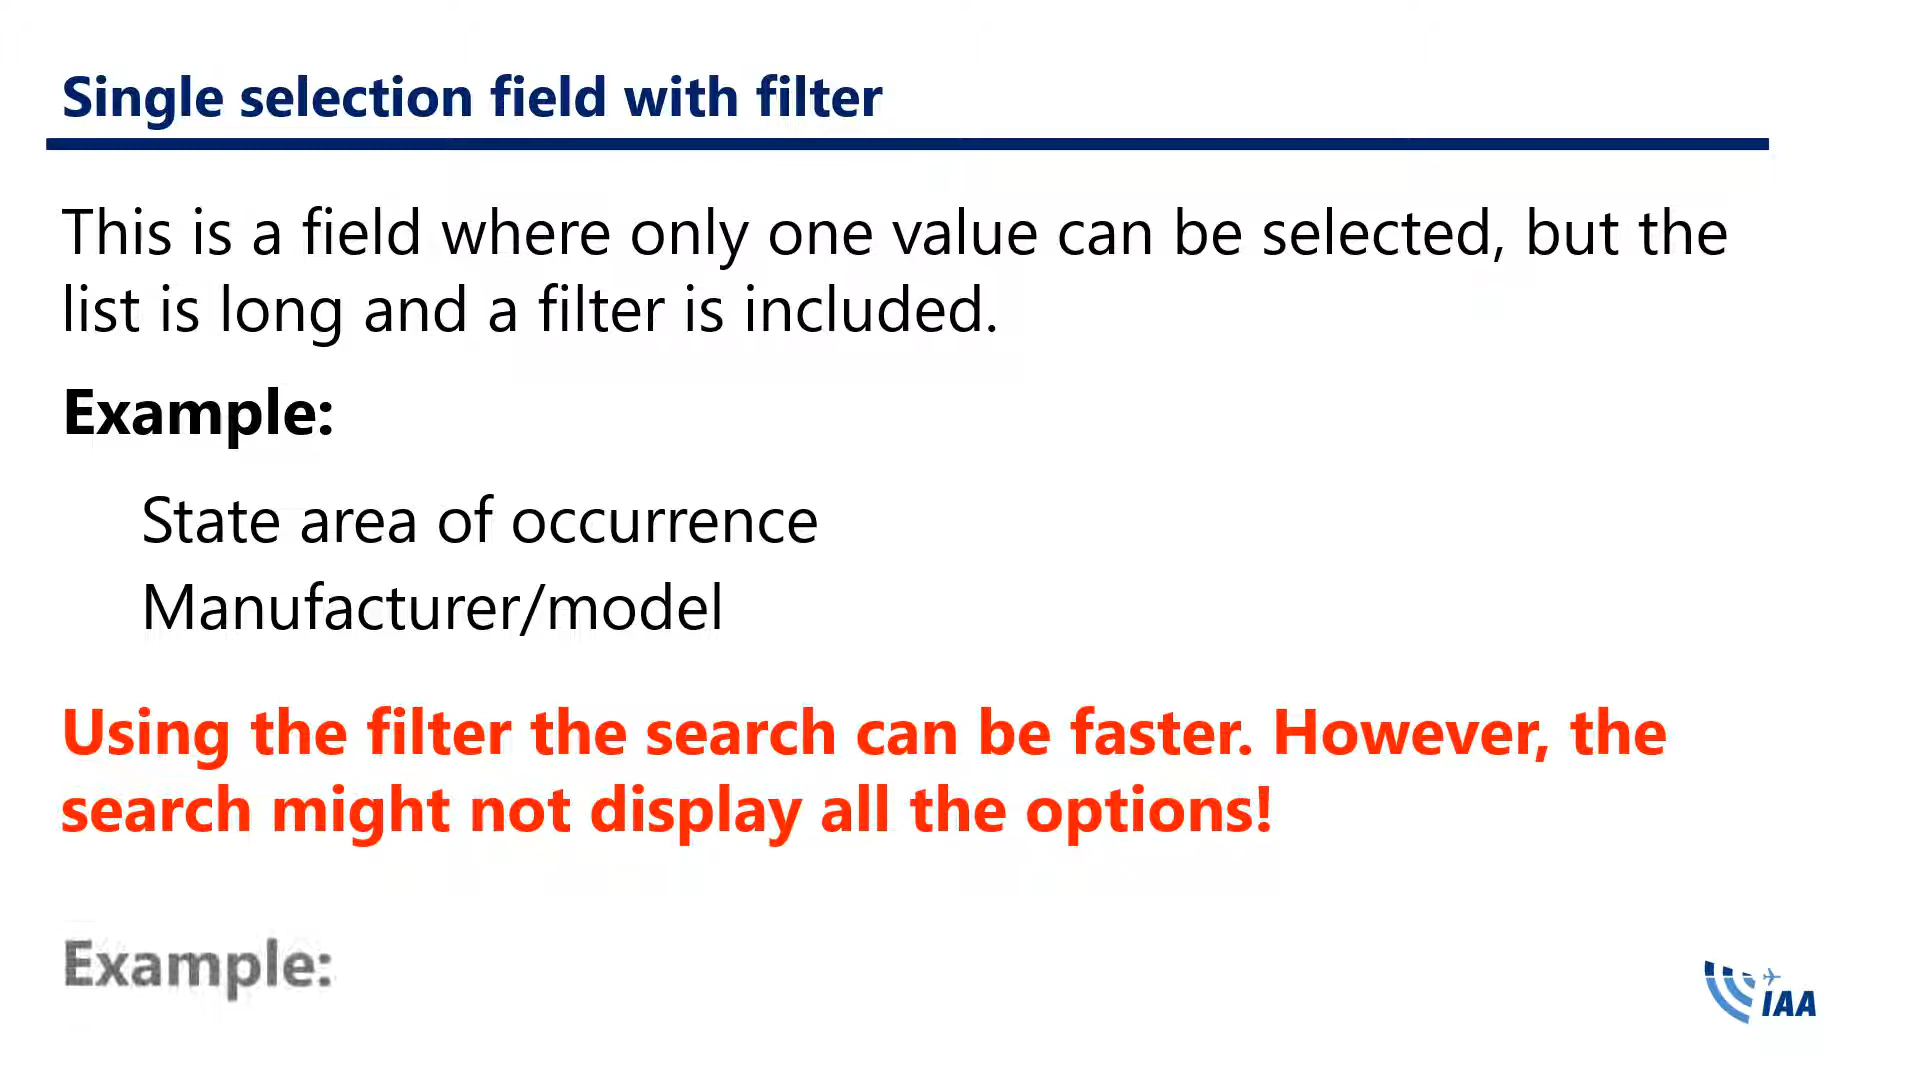 Single selection field with filter
This is a field where only one value can be selected, but the
list is long and a filter is included.
Example:
State area of occurrence
Manufacturer/model
Using the filter the search can be faster. However, the
search might not display all the options!
Example:
IAA